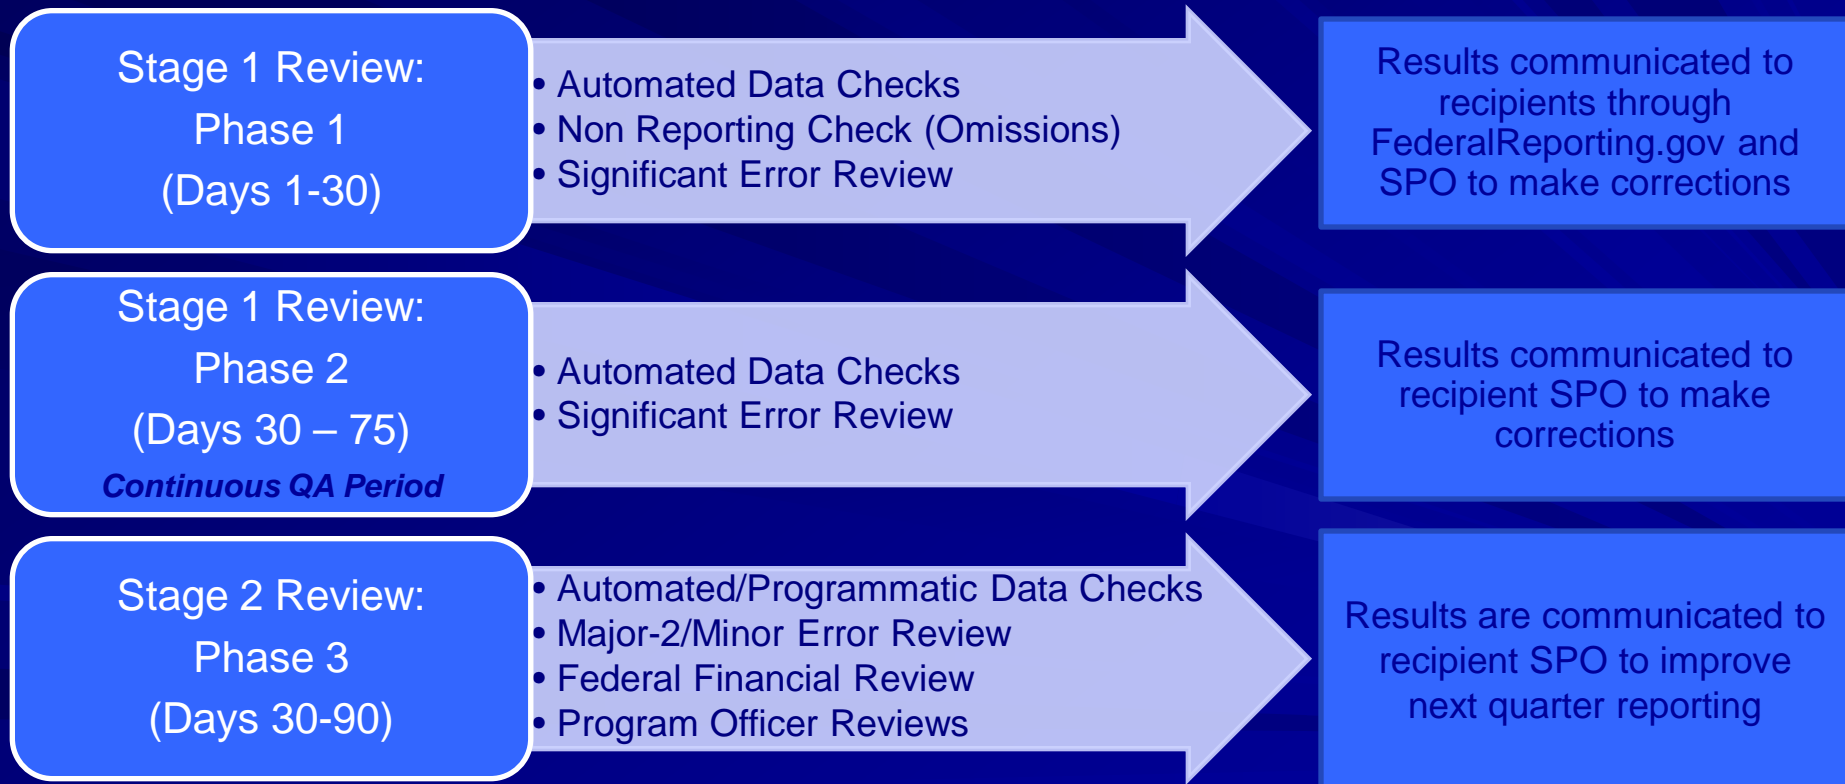 Stage 1 Review:
Phase 1
(Days 1-30)
• Automated Data Checks
• Non Reporting Check (Omissions)
• Significant Error Review
Results communicated to
recipients through
FederalReporting.gov and
SPO to make corrections
Stage 1 Review:
Phase 2
(Days 30 – 75)
Continuous QA Period
• Automated Data Checks
• Significant Error Review
Results communicated to
recipient SPO to make
corrections
Stage 2 Review:
Phase 3
(Days 30-90)
• Automated/Programmatic Data Checks
• Major-2/Minor Error Review
• Federal Financial Review
• Program Officer Reviews
Results are communicated to
recipient SPO to improve
next quarter reporting